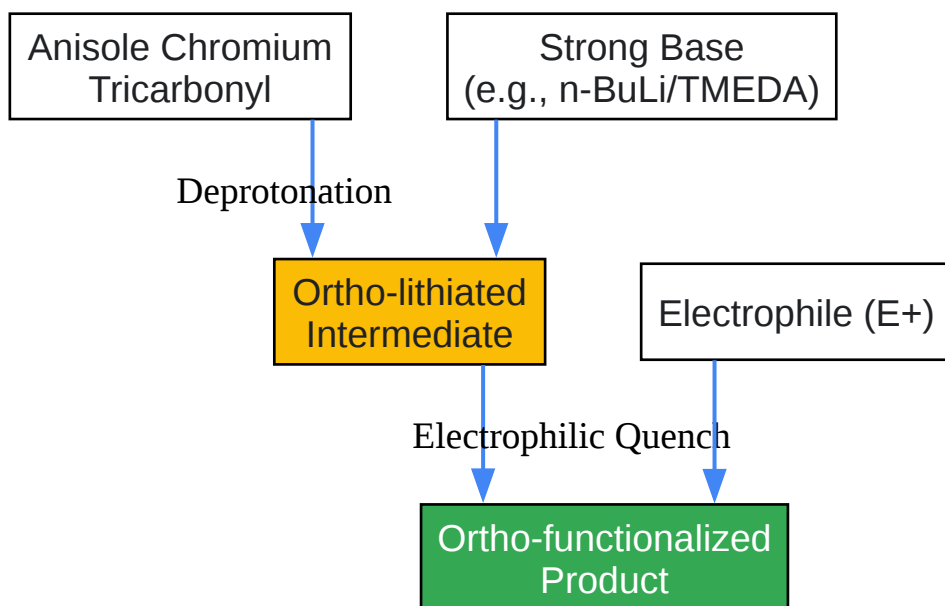 Anisole Chromium
Tricarbonyl
Strong Base
(e.g., n-BuLi/TMEDA)
Deprotonation
Ortho-lithiated
Intermediate
Electrophile (E+)
Electrophilic Quench
Ortho-functionalized
Product